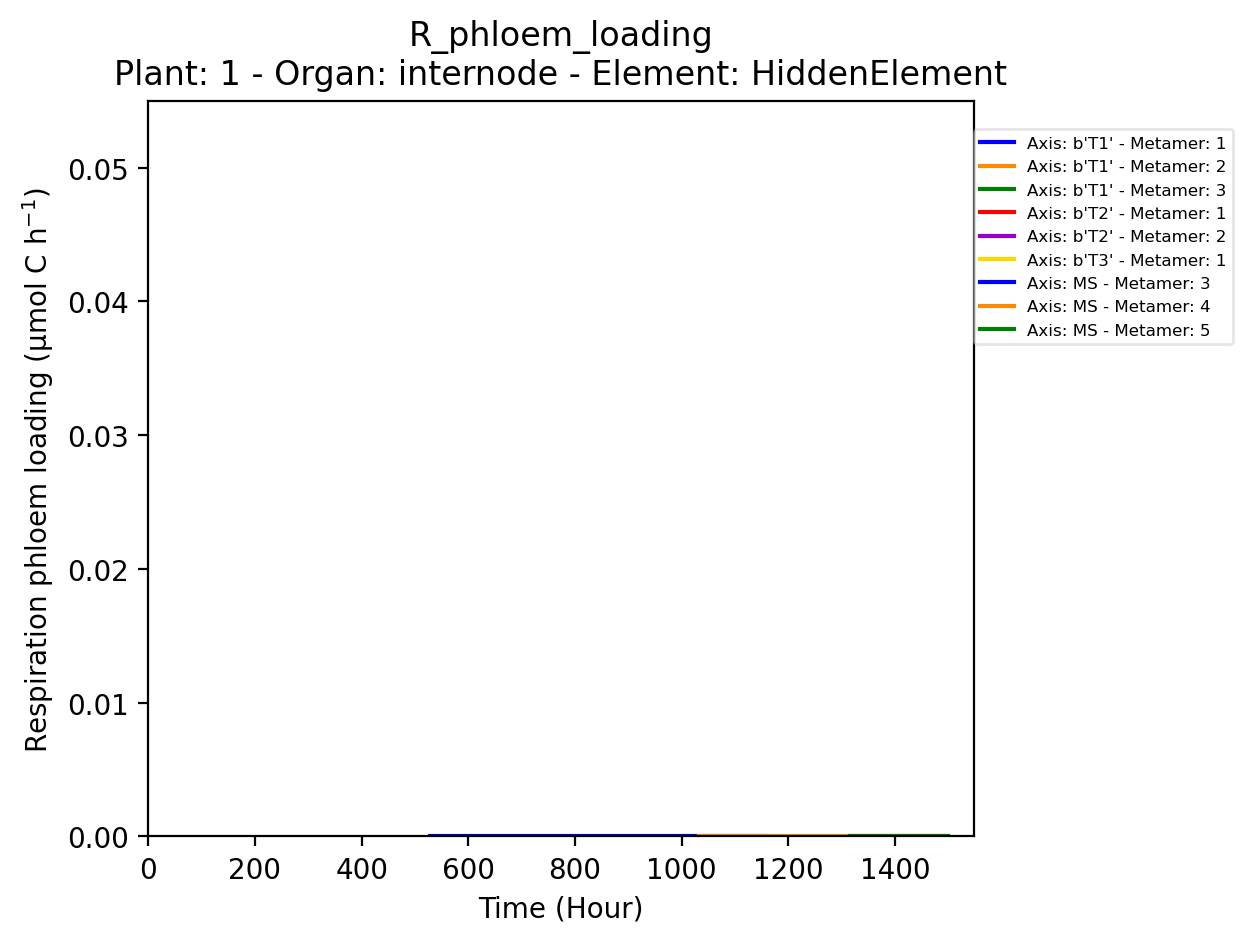 R_phloem_loading
Plant: 1 - Organ: internode - Element: HiddenElement
Respiration phloem loading (µmol C h⁻¹)
0.05
0.04
0.03
0.02
0.01
0.00
0 200 400 600 800 1000 1200 1400
Time (Hour)
Axis: b'T1' - Metamer: 1
Axis: b'T1' - Metamer: 2
Axis: b'T1' - Metamer: 3
Axis: b'T2' - Metamer: 1
Axis: b'T2' - Metamer: 2
Axis: b'T3' - Metamer: 1
Axis: MS - Metamer: 3
Axis: MS - Metamer: 4
Axis: MS - Metamer: 5